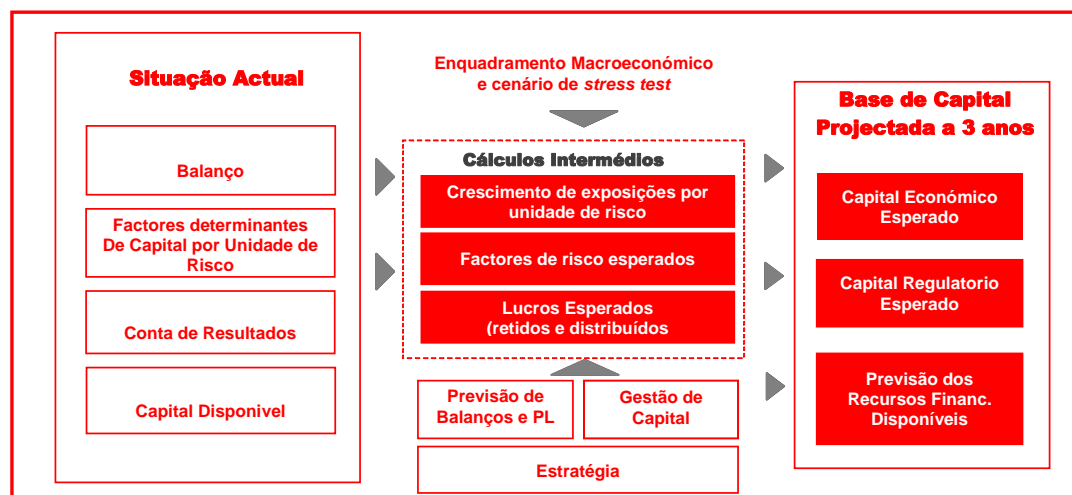 Situação Actual
Balanço
Factores determinantes
De Capital por Unidade de
Risco
Conta de Resultados
Capital Disponivel
Enquadramento Macroeconómico
e cenário de stress test
Cálculos Intermédios
Crescimento de exposições por
unidade de risco
Factores de risco esperados
Lucros Esperados
(retidos e distribuídos
Previsão de
Balanços e PL
Gestão de
Capital
Estratégia
Base de Capital
Projectada a 3 anos
Capital Económico
Esperado
Capital Regulatorio
Esperado
Previsão dos
Recursos Financ.
Disponíveis